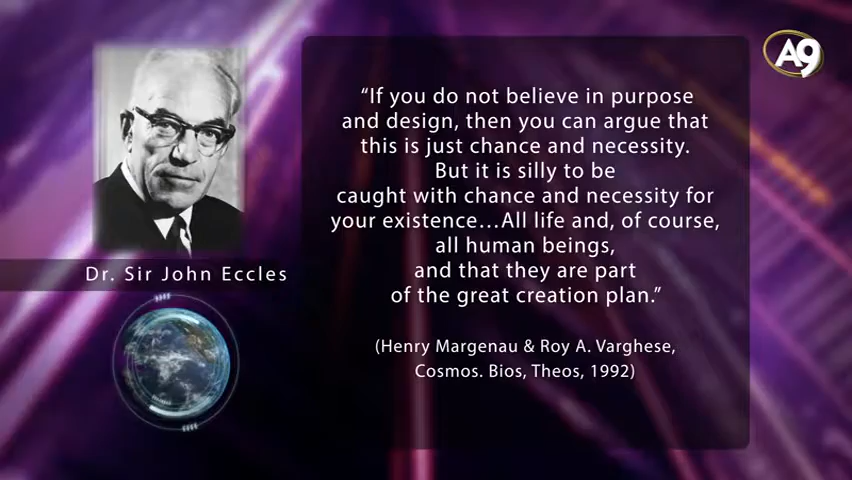 A9
“If you do not believe in purpose
and design, then you can argue that
this is just chance and necessity.
But it is silly to be
caught with chance and necessity for
your existence...All life and, of course,
all human beings,
and that they are part
of the great creation plan.”
(Henry Margenau & Roy A. Varghese,
Cosmos. Bios, Theos, 1992)
Dr. Sir John Eccles